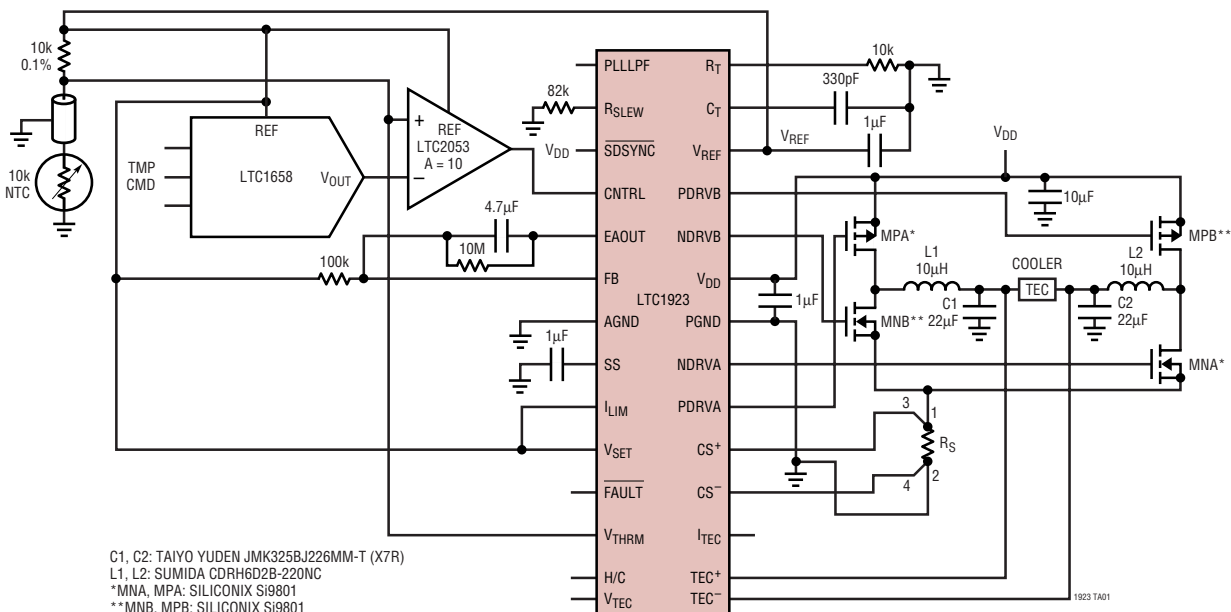 10k
0.1%
10k
NTC
TMP
CMD
REF
LTC1658
VOUT
+
–
REF
LTC2053
A = 10
82k
VDD
4.7µF
10M
100k
1µF
PLLLPF
RSLEW
SDSYNC
CNTRL
EAOUT
FB
AGND
SS
ILIM
VSET
FAULT
VTHRM
H/C
VTEC
LTC1923
RT
CT
VREF
PDRVB
NDRVB
VDD
PGND
NDRVA
PDRVA
CS+
CS–
ITEC
TEC+
TEC–
10k
330pF
1µF
VREF
VDD
10µF
MPA*
MPB**
L1
10µH
COOLER
TEC
L2
10µH
1µF
C1
22µF
C2
22µF
MNB**
MNA*
3
1
RS
4
2
C1, C2: TAIYO YUDEN JMK325BJ226MM-T (X7R)
L1, L2: SUMIDA CDRH6D2B-220NC
*MNA, MPA: SILICONIX Si9801
**MNB, MPB: SILICONIX Si9801
1923 TA01